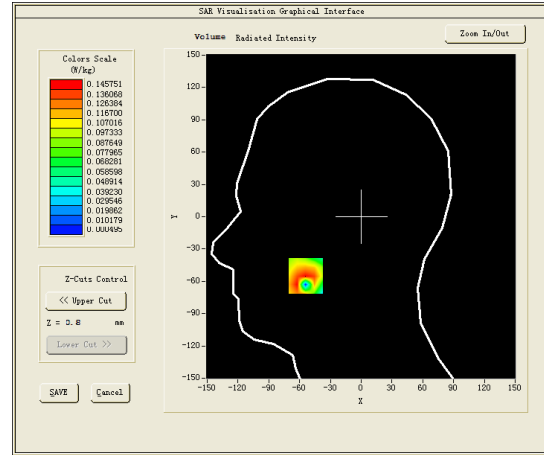 SAR Visualisation Graphical Interface
Volume Radiated Intensity
Zoom In/Out
Colors Scale
(W/kg)
0.145751
0.136068
0.126384
0.116700
0.107016
0.097333
0.087649
0.077965
0.068281
0.058598
0.048914
0.039230
0.029546
0.019862
0.010179
0.000495
Z-Cuts Control
<< Upper Cut
Z = 0.8 mm
Lower Cut >>
SAVE Cancel
150
120
90
60
30
0
-30
-60
-90
-120
-150
Y
-150 -120 -90 -60 -30 0 30 60 90 120 150
X